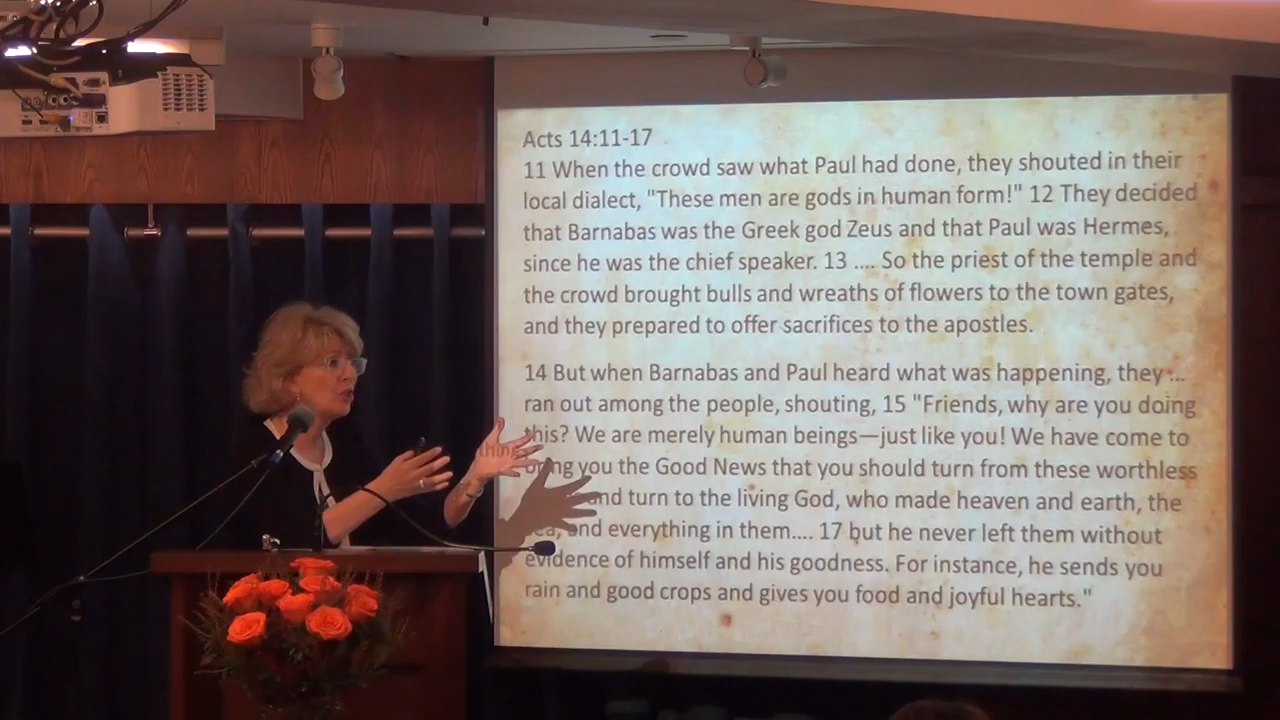 Acts 14:11-17
11 When the crowd saw what Paul had done, they shouted in their
local dialect, "These men are gods in human form!" 12 They decided
that Barnabas was the Greek god Zeus and that Paul was Hermes,
since he was the chief speaker. 13 .... So the priest of the temple and
the crowd brought bulls and wreaths of flowers to the town gates,
and they prepared to offer sacrifices to the apostles.
14 But when Barnabas and Paul heard what was happening, they ...
ran out among the people, shouting, 15 "Friends, why are you doing
this? We are merely human beings—just like you! We have come to
bring you the Good News that you should turn from these worthless
things and turn to the living God, who made heaven and earth, the
sea, and everything in them.... 17 but he never left them without
evidence of himself and his goodness. For instance, he sends you
rain and good crops and gives you food and joyful hearts."